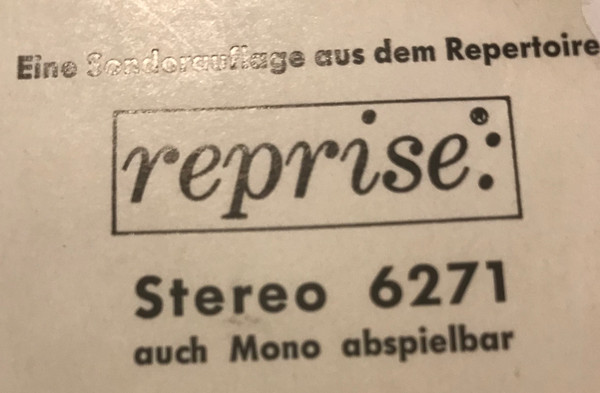 Eine Sonderauflage aus dem Repertoire
reprise:®
Stereo 6271
auch Mono abspielbar